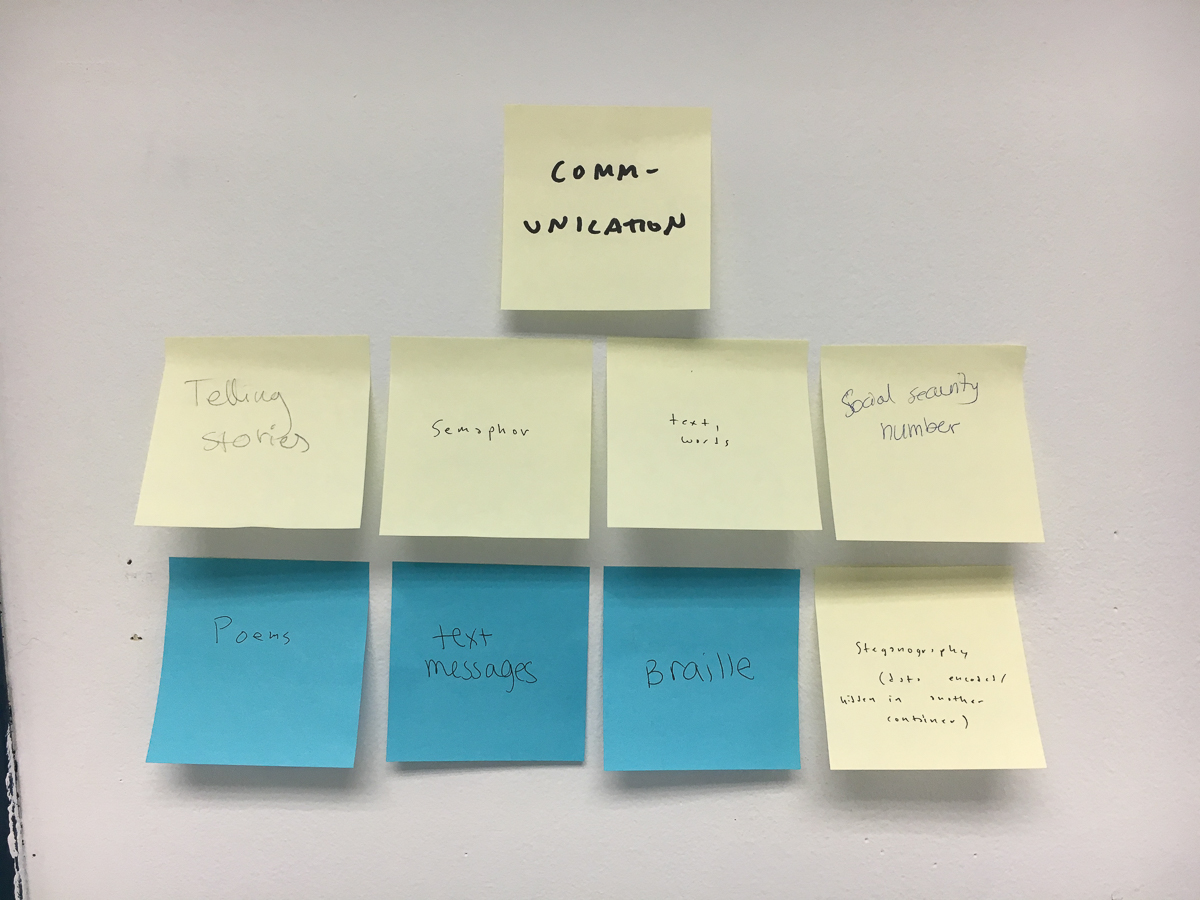 COMM-
UNICATION
Telling
stories
Semaphor
text,
words
Social security
number
Poems
text
messages
Braille
Steganography
(data encoded/
hidden in another
container)